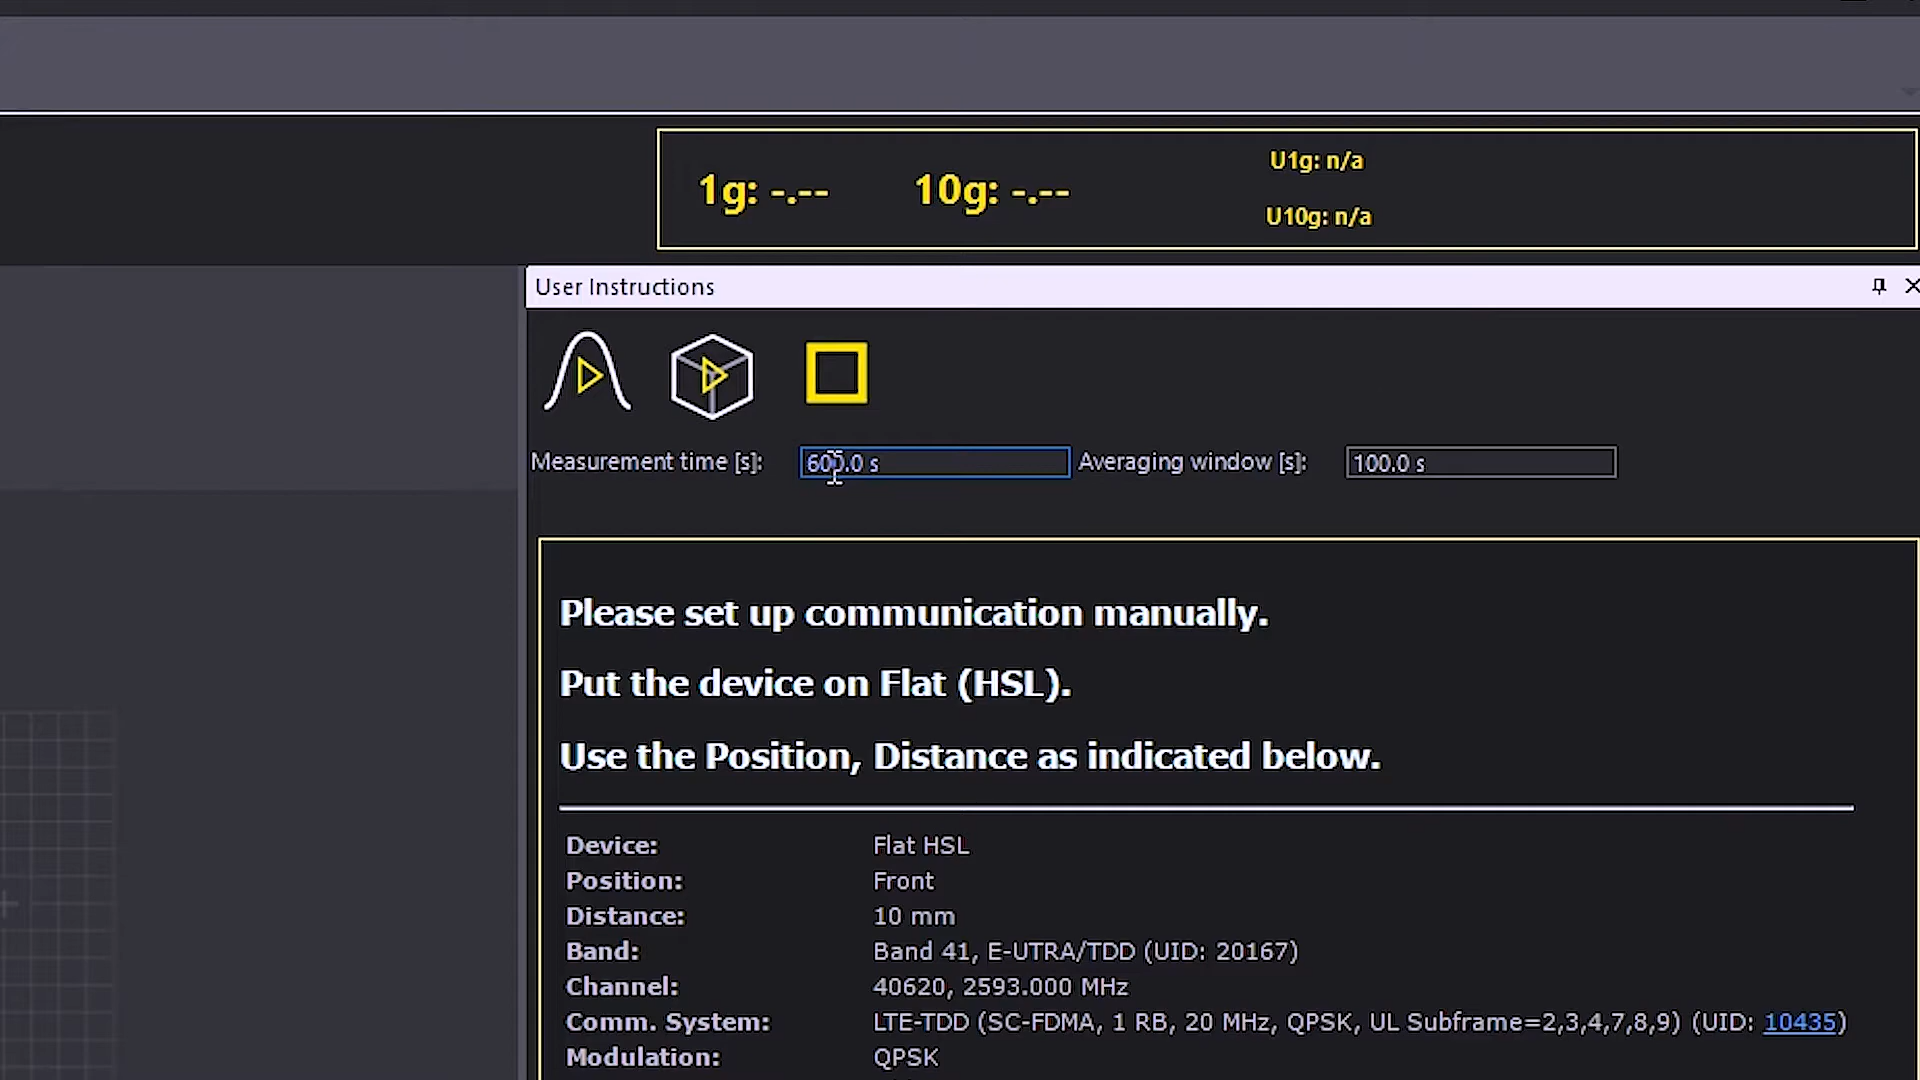 1g: -.--
10g: -.--
U1g: n/a
U10g: n/a
User Instructions
Measurement time [s]: 600.0 s Averaging window [s]: 100.0 s
Please set up communication manually.
Put the device on Flat (HSL).
Use the Position, Distance as indicated below.
Device: Flat HSL
Position: Front
Distance: 10 mm
Band: Band 41, E-UTRA/TDD (UID: 20167)
Channel: 40620, 2593.000 MHz
Comm. System: LTE-TDD (SC-FDMA, 1 RB, 20 MHz, QPSK, UL Subframe=2,3,4,7,8,9) (UID: 10435)
Modulation: QPSK